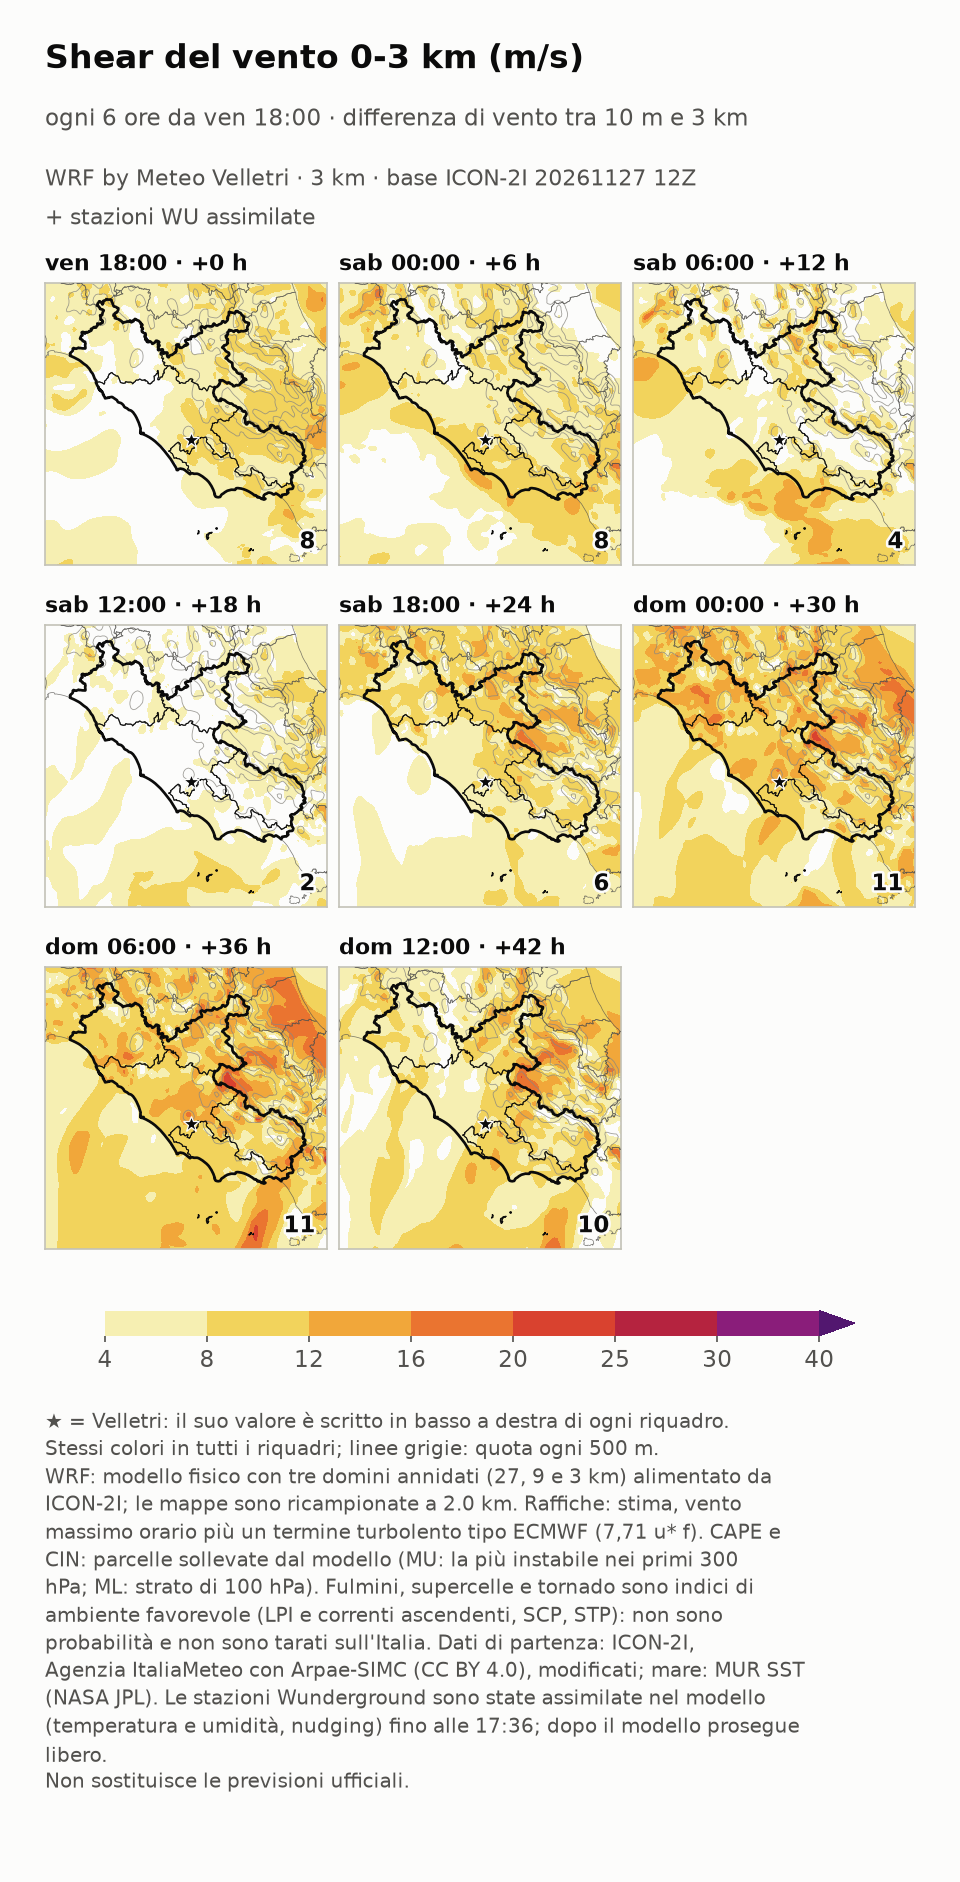 Shear del vento 0-3 km (m/s)
ogni 6 ore da ven 18:00 · differenza di vento tra 10 m e 3 km
WRF by Meteo Velletri · 3 km · base ICON-2I 20261127 12Z
+ stazioni WU assimilate
ven 18:00 · +0 h
sab 00:00 · +6 h
sab 06:00 · +12 h
8
8
4
sab 12:00 · +18 h
sab 18:00 · +24 h
dom 00:00 · +30 h
2
6
11
dom 06:00 · +36 h
dom 12:00 · +42 h
11
10
4 8 12 16 20 25 30 40
★ = Velletri: il suo valore è scritto in basso a destra di ogni riquadro.
Stessi colori in tutti i riquadri; linee grigie: quota ogni 500 m.
WRF: modello fisico con tre domini annidati (27, 9 e 3 km) alimentato da
ICON-2I; le mappe sono ricampionate a 2.0 km. Raffiche: stima, vento
massimo orario più un termine turbolento tipo ECMWF (7,71 u* f). CAPE e
CIN: parcelle sollevate dal modello (MU: la più instabile nei primi 300
hPa; ML: strato di 100 hPa). Fulmini, supercelle e tornado sono indici di
ambiente favorevole (LPI e correnti ascendenti, SCP, STP): non sono
probabilità e non sono tarati sull'Italia. Dati di partenza: ICON-2I,
Agenzia ItaliaMeteo con Arpae-SIMC (CC BY 4.0), modificati; mare: MUR SST
(NASA JPL). Le stazioni Wunderground sono state assimilate nel modello
(temperatura e umidità, nudging) fino alle 17:36; dopo il modello prosegue
libero.
Non sostituisce le previsioni ufficiali.